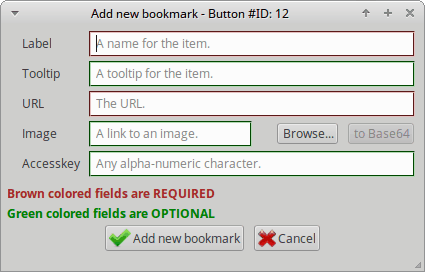 Add new bookmark - Button #ID: 12
Label A name for the item.
Tooltip A tooltip for the item.
URL The URL.
Image A link to an image. Browse... to Base64
Accesskey Any alpha-numeric character.
Brown colored fields are REQUIRED
Green colored fields are OPTIONAL
Add new bookmark Cancel